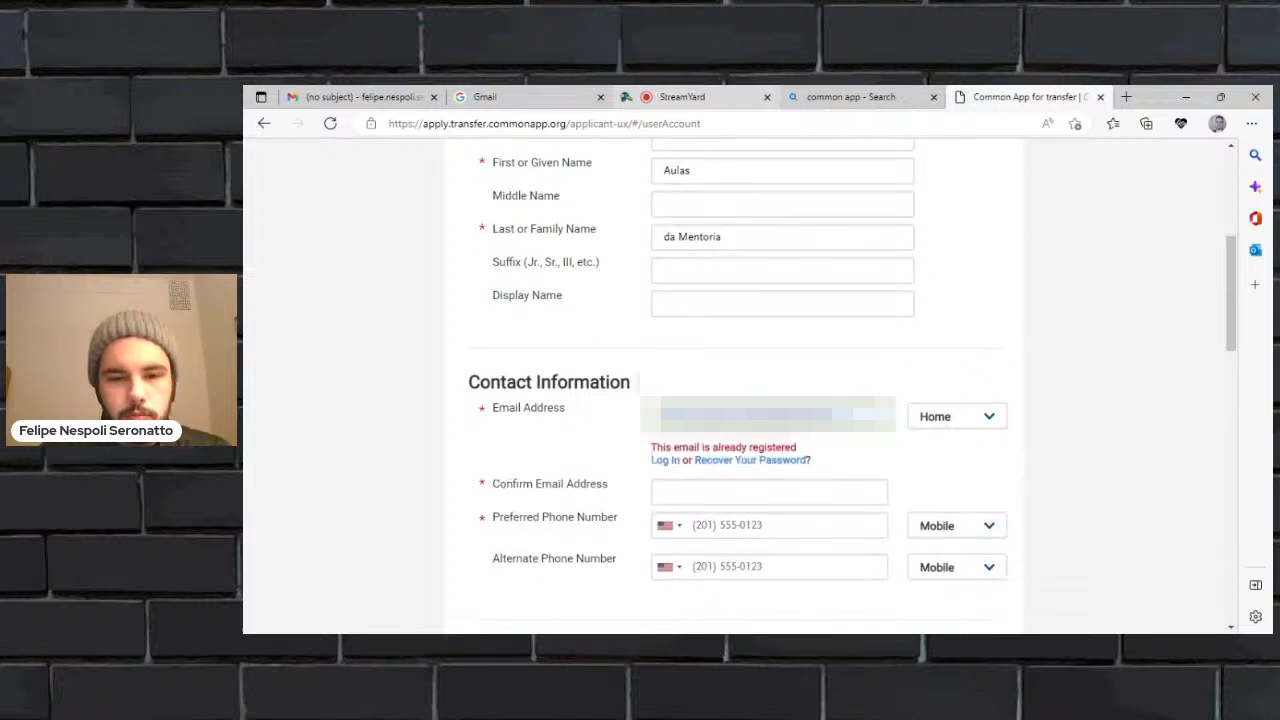 (no subject) - felipe.nespoli.s
Gmail
StreamYard
common app - Search
Common App for transfer | C
https://apply.transfer.commonapp.org/applicant-ux/#/userAccount
* First or Given Name
Aulas
Middle Name
* Last or Family Name
da Mentoria
Suffix (Jr., Sr., III, etc.)
Display Name
Contact Information
* Email Address
Home
This email is already registered
Log In or Recover Your Password?
* Confirm Email Address
* Preferred Phone Number
(201) 555-0123
Mobile
Alternate Phone Number
(201) 555-0123
Mobile
Felipe Nespoli Seronatto